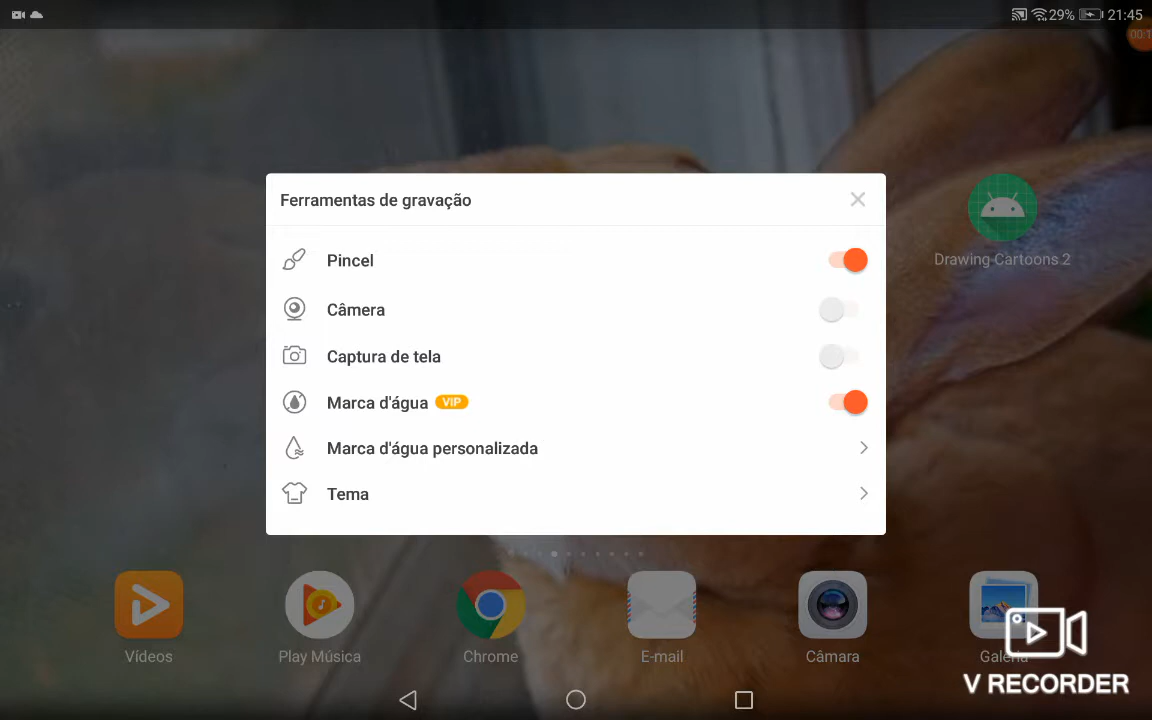 29% 21:45
Ferramentas de gravação
Pincel
Câmera
Captura de tela
Marca d'água VIP
Marca d'água personalizada
Tema
Drawing Cartoons 2
Vídeos
Play Música
Chrome
E-mail
Câmara
Galeria
V RECORDER